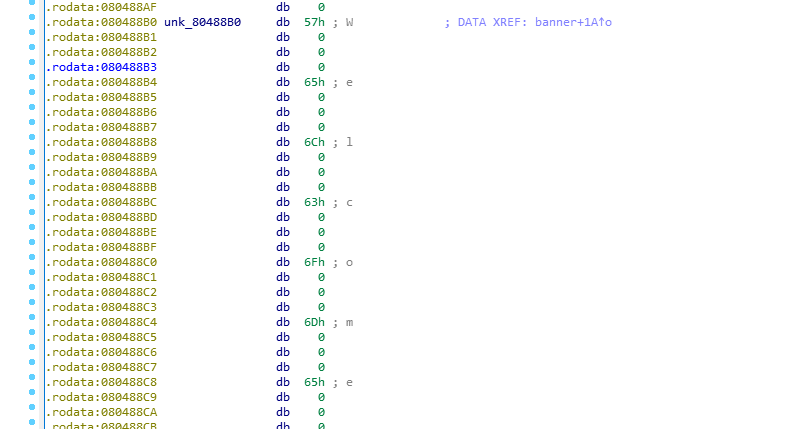 .rodata:080488AF db 0
.rodata:080488B0 unk_80488B0 db 57h ; W ; DATA XREF: banner+1A↑o
.rodata:080488B1 db 0
.rodata:080488B2 db 0
.rodata:080488B3 db 0
.rodata:080488B4 db 65h ; e
.rodata:080488B5 db 0
.rodata:080488B6 db 0
.rodata:080488B7 db 0
.rodata:080488B8 db 6Ch ; l
.rodata:080488B9 db 0
.rodata:080488BA db 0
.rodata:080488BB db 0
.rodata:080488BC db 63h ; c
.rodata:080488BD db 0
.rodata:080488BE db 0
.rodata:080488BF db 0
.rodata:080488C0 db 6Fh ; o
.rodata:080488C1 db 0
.rodata:080488C2 db 0
.rodata:080488C3 db 0
.rodata:080488C4 db 6Dh ; m
.rodata:080488C5 db 0
.rodata:080488C6 db 0
.rodata:080488C7 db 0
.rodata:080488C8 db 65h ; e
.rodata:080488C9 db 0
.rodata:080488CA db 0
.rodata:080488CB db 0